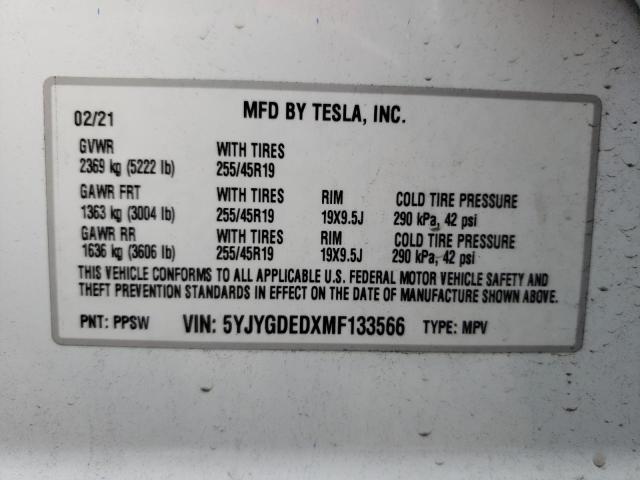 02/21 MFD BY TESLA, INC.
GVWR WITH TIRES
2369 kg (5222 lb) 255/45R19
GAWR FRT WITH TIRES RIM COLD TIRE PRESSURE
1363 kg (3004 lb) 255/45R19 19X9.5J 290 kPa, 42 psi
GAWR RR WITH TIRES RIM COLD TIRE PRESSURE
1636 kg (3606 lb) 255/45R19 19X9.5J 290 kPa, 42 psi
THIS VEHICLE CONFORMS TO ALL APPLICABLE U.S. FEDERAL MOTOR VEHICLE SAFETY AND
THEFT PREVENTION STANDARDS IN EFFECT ON THE DATE OF MANUFACTURE SHOWN ABOVE.
PNT: PPSW VIN: 5YJYGDEDXMF133566 TYPE: MPV